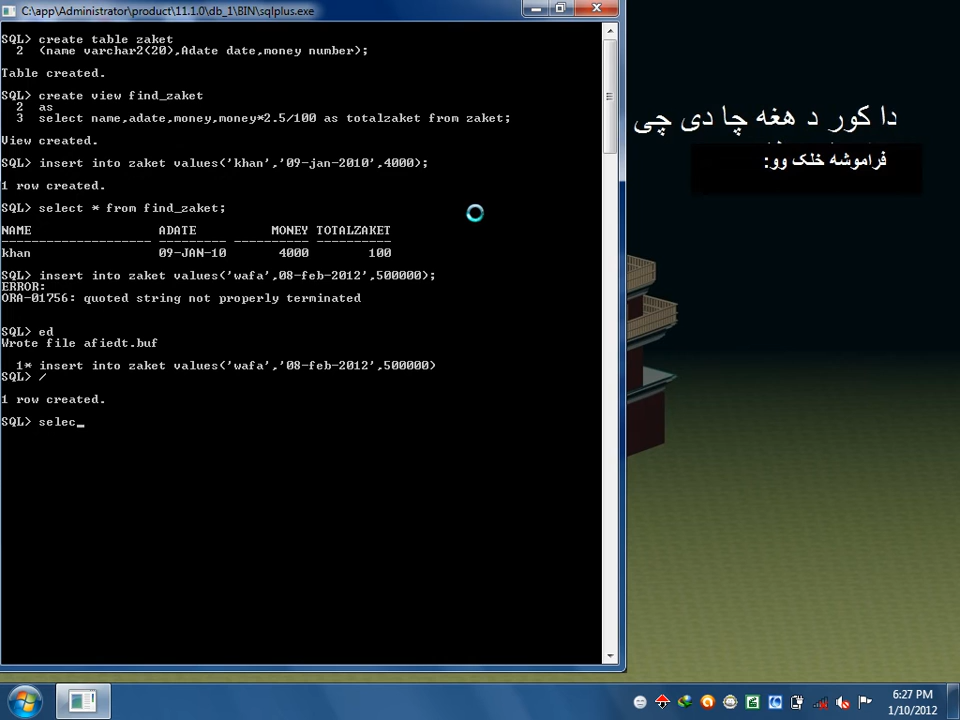 C:\app\Administrator\product\11.1.0\db_1\BIN\sqlplus.exe
SQL> create table zaket
  2  (name varchar2(20),Adate date,money number);
Table created.
SQL> create view find_zaket
  2  as
  3  select name,adate,money,money*2.5/100 as totalzaket from zaket;
View created.
SQL> insert into zaket values('khan','09-jan-2010',4000);
1 row created.
SQL> select * from find_zaket;
NAME                 ADATE          MONEY TOTALZAKET
-------------------- --------- ---------- ----------
khan                 09-JAN-10       4000        100
SQL> insert into zaket values('wafa',08-feb-2012',500000);
ERROR:
ORA-01756: quoted string not properly terminated
SQL> ed
Wrote file afiedt.buf
  1* insert into zaket values('wafa','08-feb-2012',500000)
SQL> /
1 row created.
SQL> selec_
دا کور د هغه چا دی چی
فراموشه خلک وو:
6:27 PM
1/10/2012